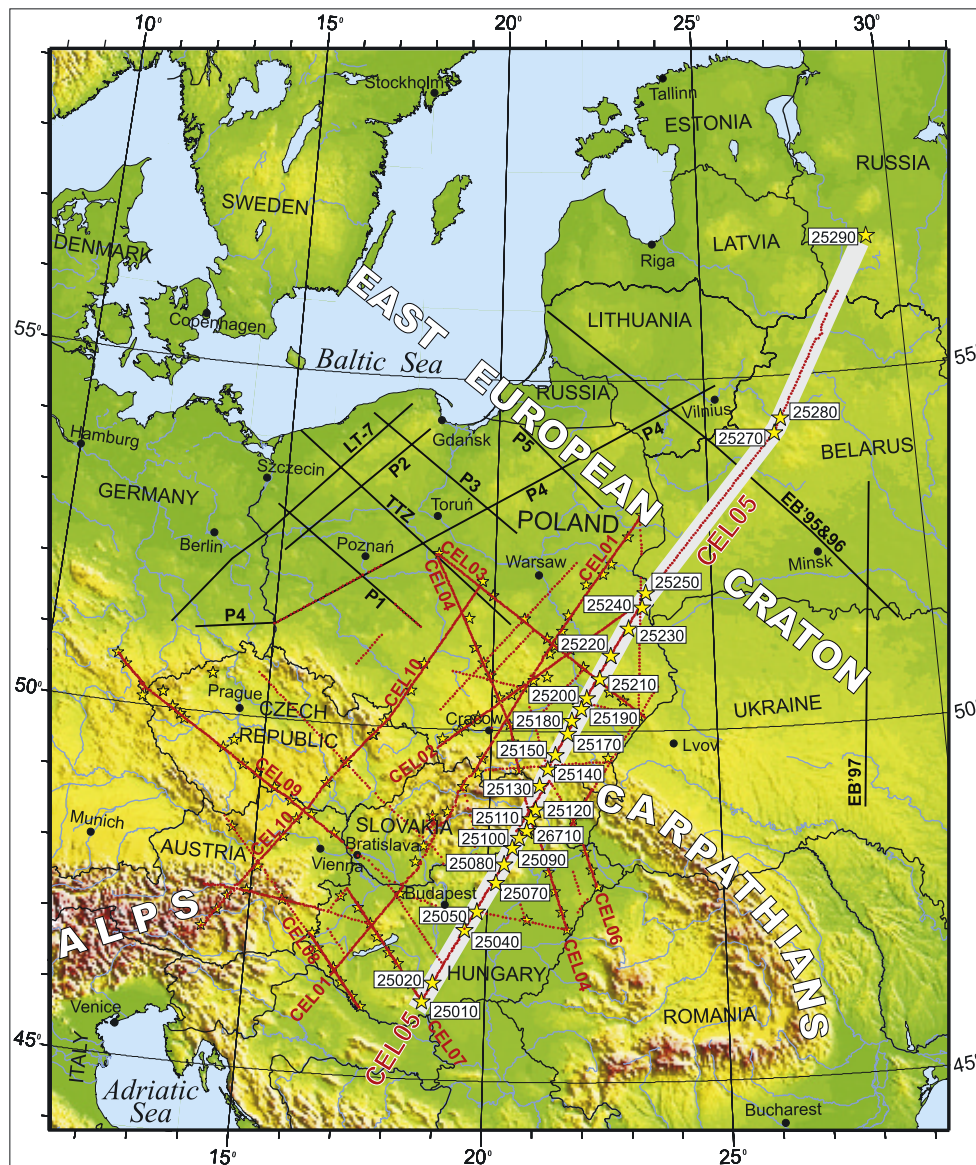 10° 15° 20° 25° 30°
Stockholm
Tallinn
ESTONIA
RUSSIA
SWEDEN
LATVIA
25290
DENMARK
Riga
EAST EUROPEAN CRATON
55°
Copenhagen
LITHUANIA
Baltic Sea
RUSSIA
55°
Vilnius
25280
25270
BELARUS
Hamburg
LT-7
Gdańsk
P5
P4
Szczecin
P2
P3
P4
GERMANY
TTZ
Toruń
POLAND
CEL05
EB'95&96
Berlin
Poznań
Warsaw
CEL01
Minsk
CEL03
CEL04
25250
25240
P4
P1
25230
25220
CEL10
25210
50°
Prague
25200
CZECH
REPUBLIC
Cracow
25180
25190
UKRAINE
50°
CEL02
25150
25170
Lvov
25140
25130
EB'97
CEL09
CARPATHIANS
25120
25110
SLOVAKIA
CEL10
26710
25100
Munich
AUSTRIA
Vienna
Bratislava
25090
25080
Budapest
25070
ALPS
25050
25040
CEL06
CEL08
CEL01
CEL04
25020
HUNGARY
25010
Venice
ROMANIA
CEL05
CEL07
45°
ITALY
45°
Adriatic
Sea
Bucharest
15° 20° 25°